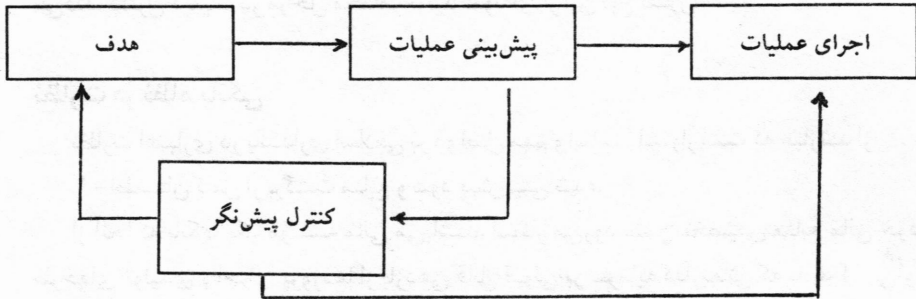 هدف
پیش‌بینی عملیات
اجرای عملیات
کنترل پیش‌نگر